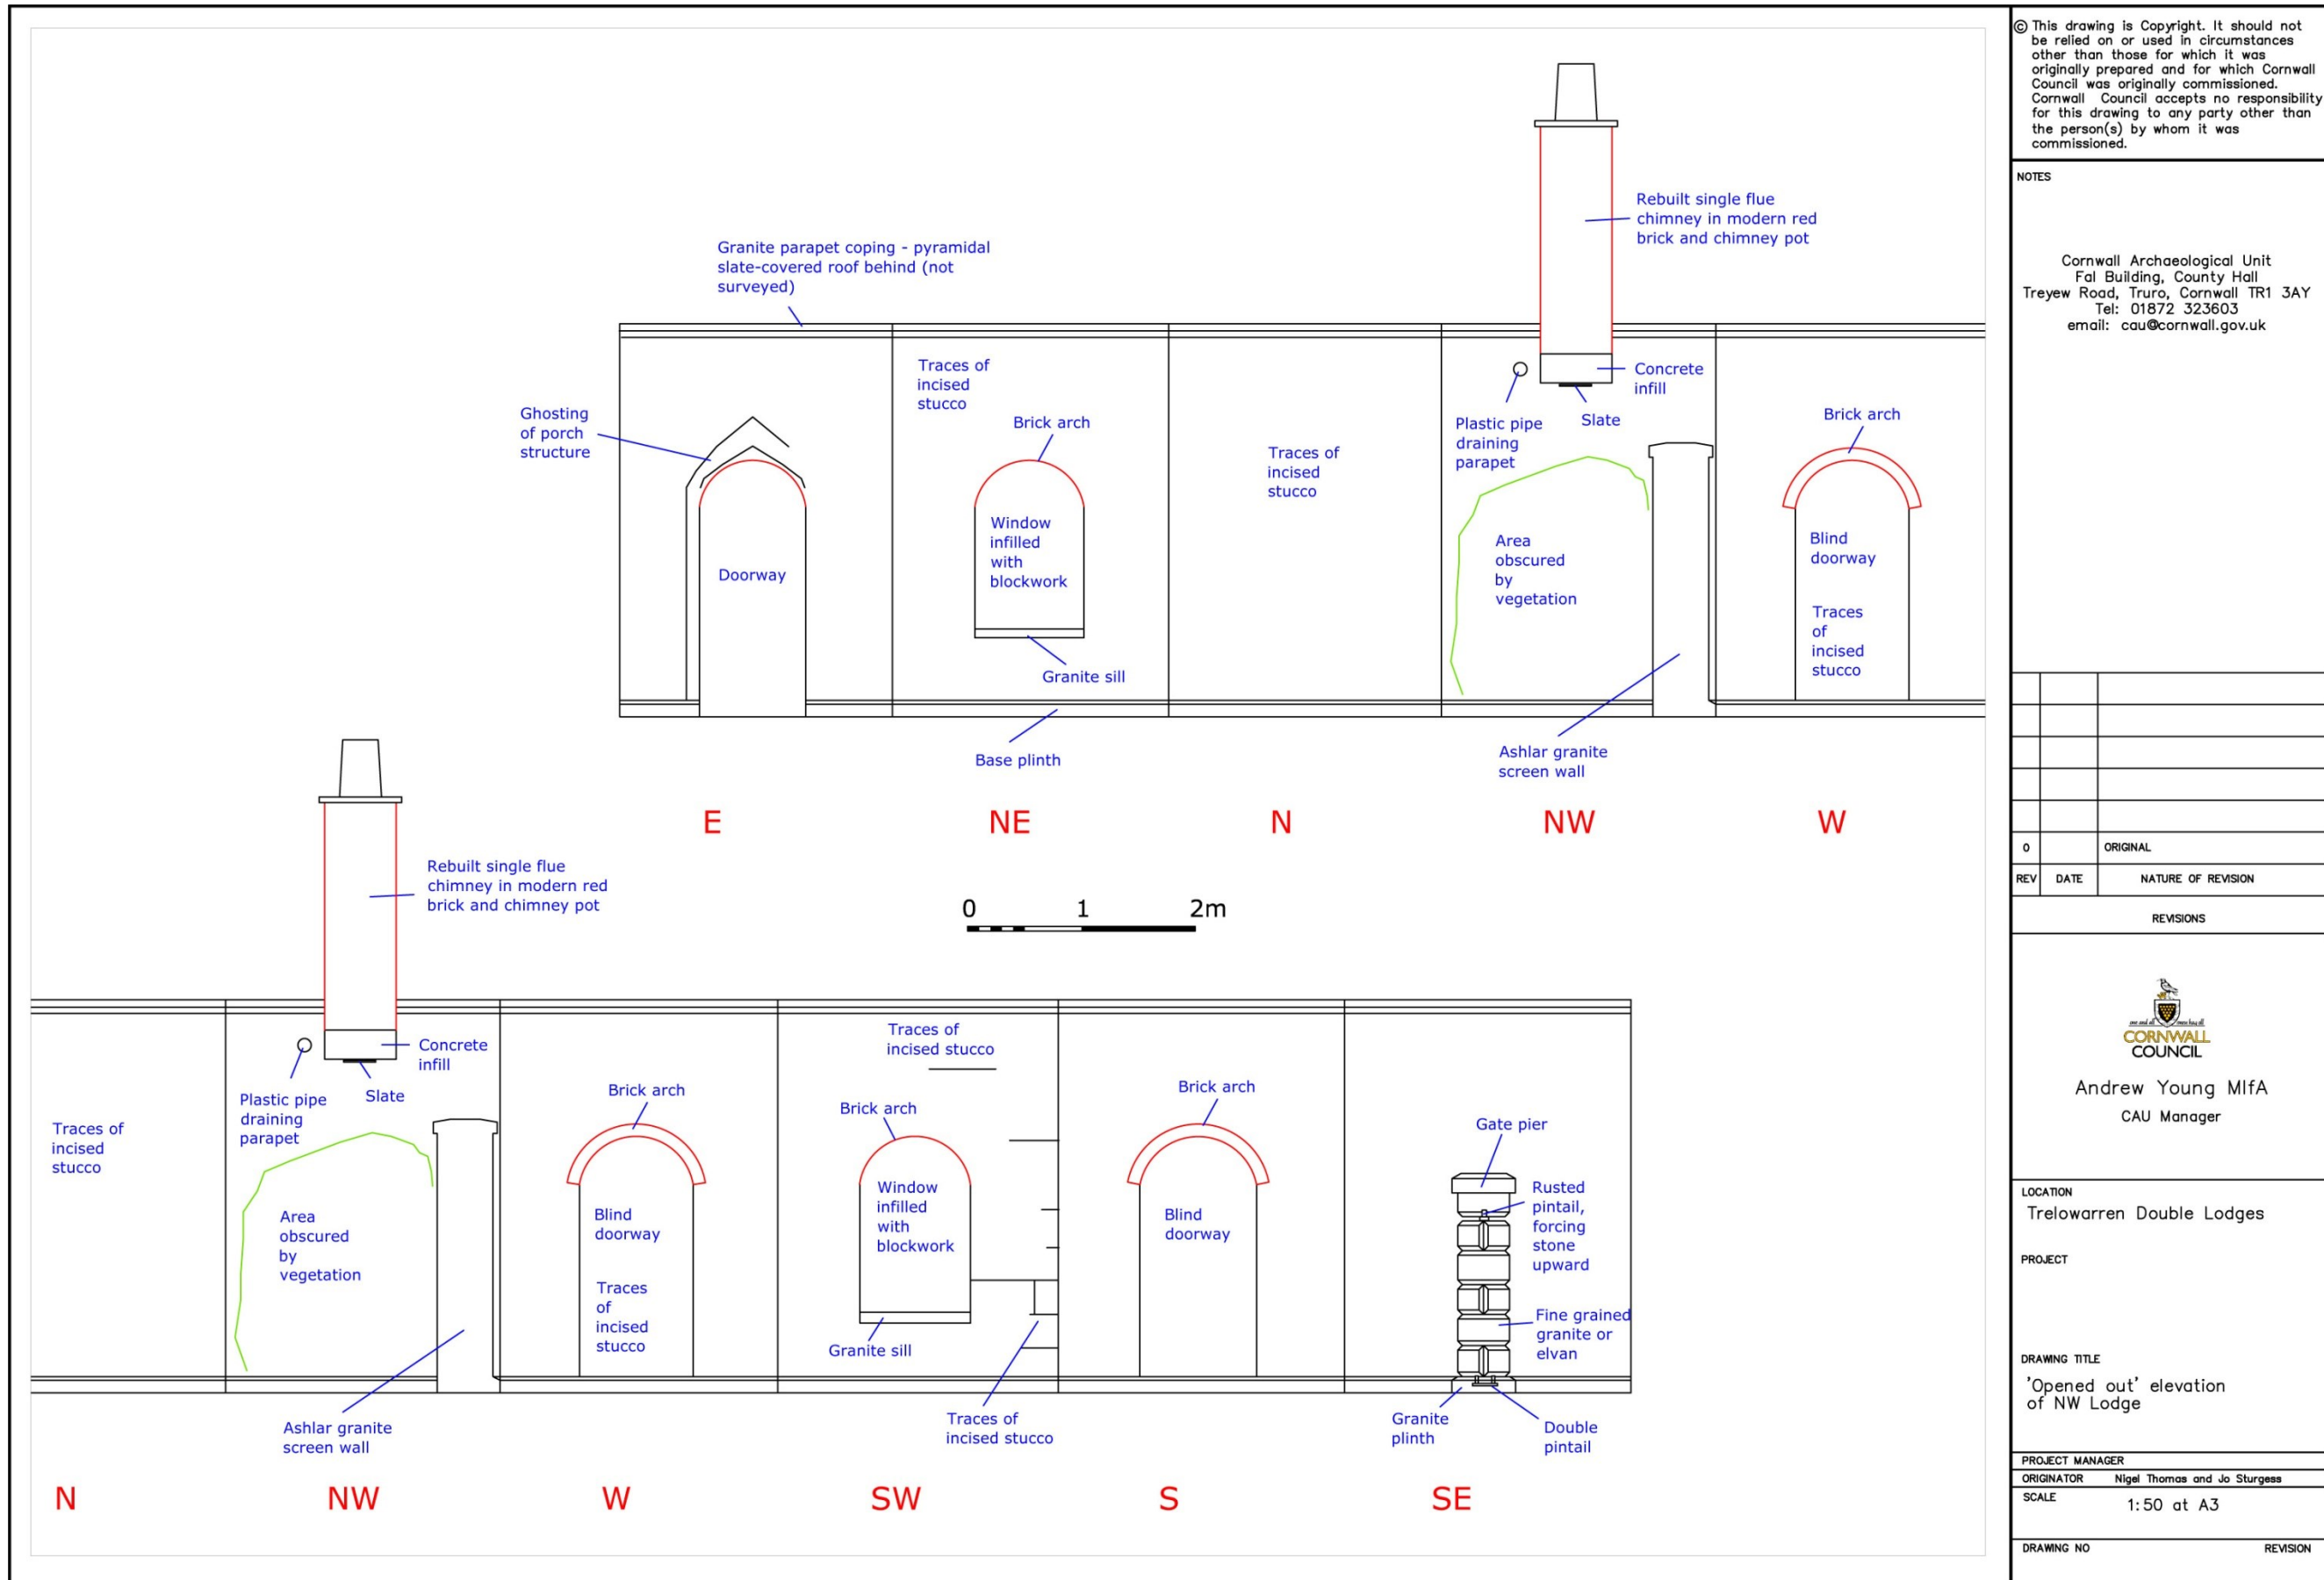 Granite parapet coping - pyramidal
slate-covered roof behind (not
surveyed)
Rebuilt single flue
chimney in modern red
brick and chimney pot
Ghosting
of porch
structure
Doorway
Traces of
incised
stucco
Brick arch
Window
infilled
with
blockwork
Granite sill
Base plinth
Traces of
incised
stucco
Plastic pipe
draining
parapet
Slate
Concrete
infill
Area
obscured
by
vegetation
Ashlar granite
screen wall
Brick arch
Blind
doorway
Traces
of
incised
stucco
E
NE
N
NW
W
0 1 2m
Rebuilt single flue
chimney in modern red
brick and chimney pot
Traces of
incised
stucco
Plastic pipe
draining
parapet
Slate
Concrete
infill
Area
obscured
by
vegetation
Ashlar granite
screen wall
Brick arch
Blind
doorway
Traces
of
incised
stucco
Traces of
incised stucco
Brick arch
Window
infilled
with
blockwork
Granite sill
Traces of
incised stucco
Brick arch
Blind
doorway
Gate pier
Rusted
pintail,
forcing
stone
upward
Fine grained
granite or
elvan
Granite
plinth
Double
pintail
N
NW
W
SW
S
SE
© This drawing is Copyright. It should not
be relied on or used in circumstances
other than those for which it was
originally prepared and for which Cornwall
Council was originally commissioned.
Cornwall Council accepts no responsibility
for this drawing to any party other than
the person(s) by whom it was
commissioned.
NOTES
Cornwall Archaeological Unit
Fal Building, County Hall
Treyew Road, Truro, Cornwall TR1 3AY
Tel: 01872 323603
email: cau@cornwall.gov.uk
0 ORIGINAL
REV DATE NATURE OF REVISION
REVISIONS
one and all onen hag oll
CORNWALL
COUNCIL
Andrew Young MIfA
CAU Manager
LOCATION
Trelowarren Double Lodges
PROJECT
DRAWING TITLE
'Opened out' elevation
of NW Lodge
PROJECT MANAGER
ORIGINATOR Nigel Thomas and Jo Sturgess
SCALE 1:50 at A3
DRAWING NO REVISION